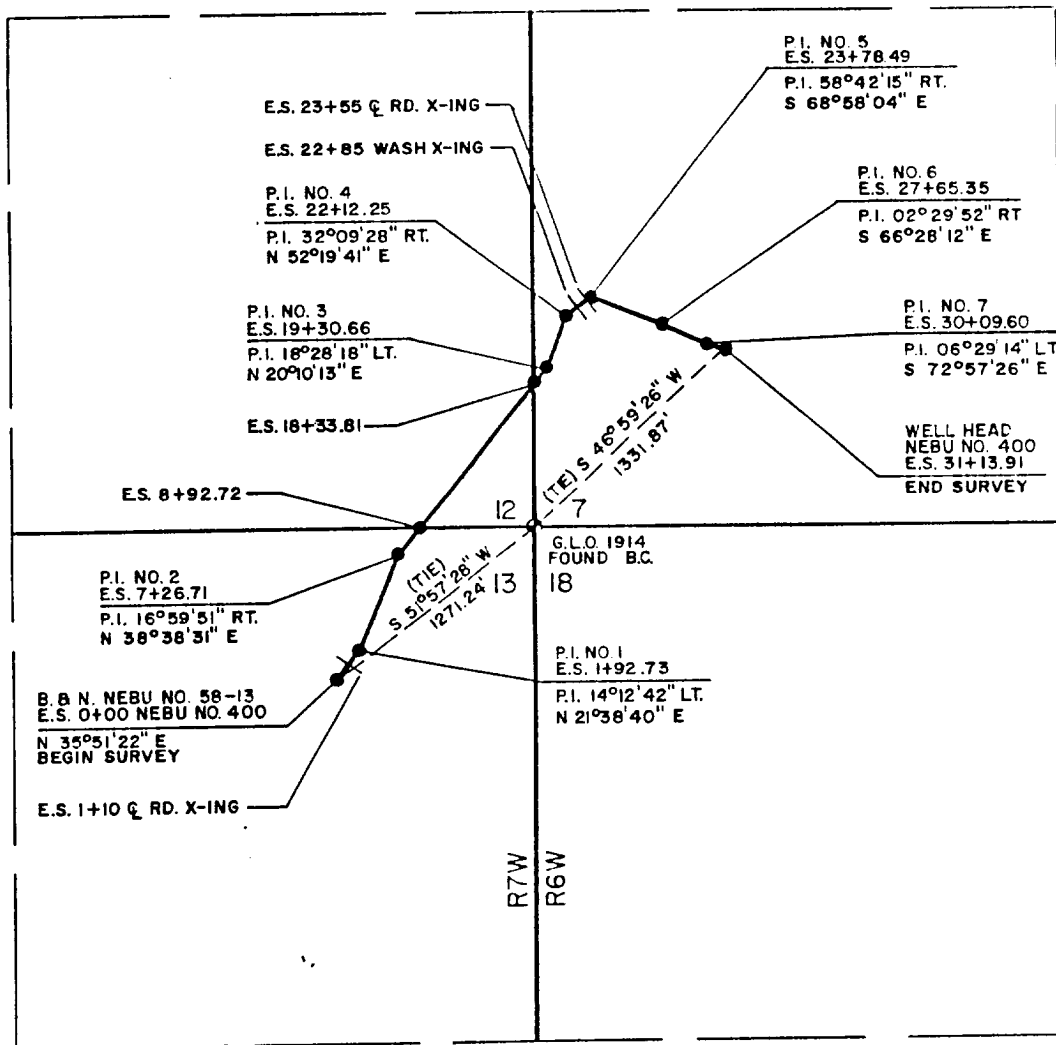 P.I. NO. 5
E.S. 23+78.49
P.I. 58°42'15" RT.
S 68°58'04" E
E.S. 23+55 ℄ RD. X-ING
E.S. 22+85 WASH X-ING
P.I. NO. 4
E.S. 22+12.25
P.I. 32°09'28" RT.
N 52°19'41" E
P.I. NO. 6
E.S. 27+65.35
P.I. 02°29'52" RT
S 66°28'12" E
P.I. NO. 3
E.S. 19+30.66
P.I. 18°28'18" LT.
N 20°10'13" E
P.I. NO. 7
E.S. 30+09.60
P.I. 06°29'14" LT
S 72°57'26" E
E.S. 18+33.81
(TIE) S 46°59'26" W
1331.87'
WELL HEAD
NEBU NO. 400
E.S. 31+13.91
END SURVEY
E.S. 8+92.72
12 7
13 18
G.L.O. 1914
FOUND B.C.
P.I. NO. 2
E.S. 7+26.71
P.I. 16°59'51" RT.
N 38°38'31" E
(TIE)
S 51°57'28" W
1271.24'
P.I. NO. 1
E.S. 1+92.73
P.I. 14°12'42" LT.
N 21°38'40" E
B. & N. NEBU NO. 58-13
E.S. 0+00 NEBU NO. 400
N 35°51'22" E
BEGIN SURVEY
E.S. 1+10 ℄ RD. X-ING
R7W
R6W